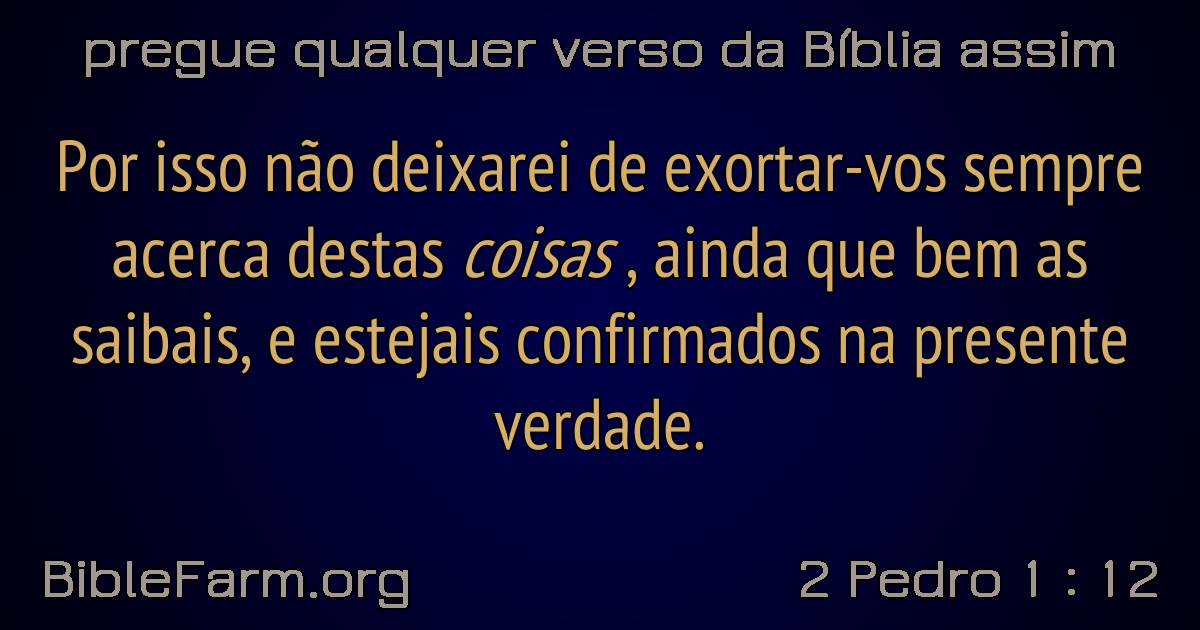 pregue qualquer verso da Bíblia assim
Por isso não deixarei de exortar-vos sempre
acerca destas coisas , ainda que bem as
saibais, e estejais confirmados na presente
verdade.
BibleFarm.org
2 Pedro 1 : 12